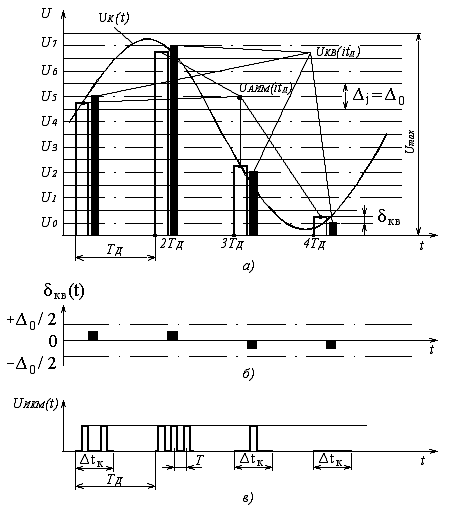 U
Uк(t)
U7
Uкв(itд)
U6
UАИМ(itд)
U5
Δj=Δ0
U4
Umax
U3
U2
U1
U0
δкв
Tд
2Tд
3Tд
4Tд
t
а)
δкв(t)
+Δ0/2
0
−Δ0/2
t
б)
Uикм(t)
Δtк
T
Δtк
Δtк
t
Tд
в)